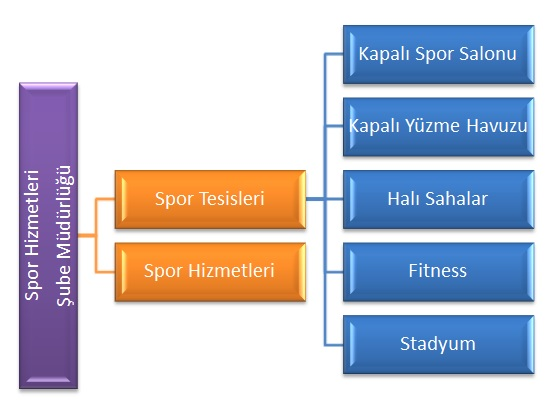 Spor Hizmetleri
Şube Müdürlüğü
Spor Tesisleri
Spor Hizmetleri
Kapalı Spor Salonu
Kapalı Yüzme Havuzu
Halı Sahalar
Fitness
Stadyum